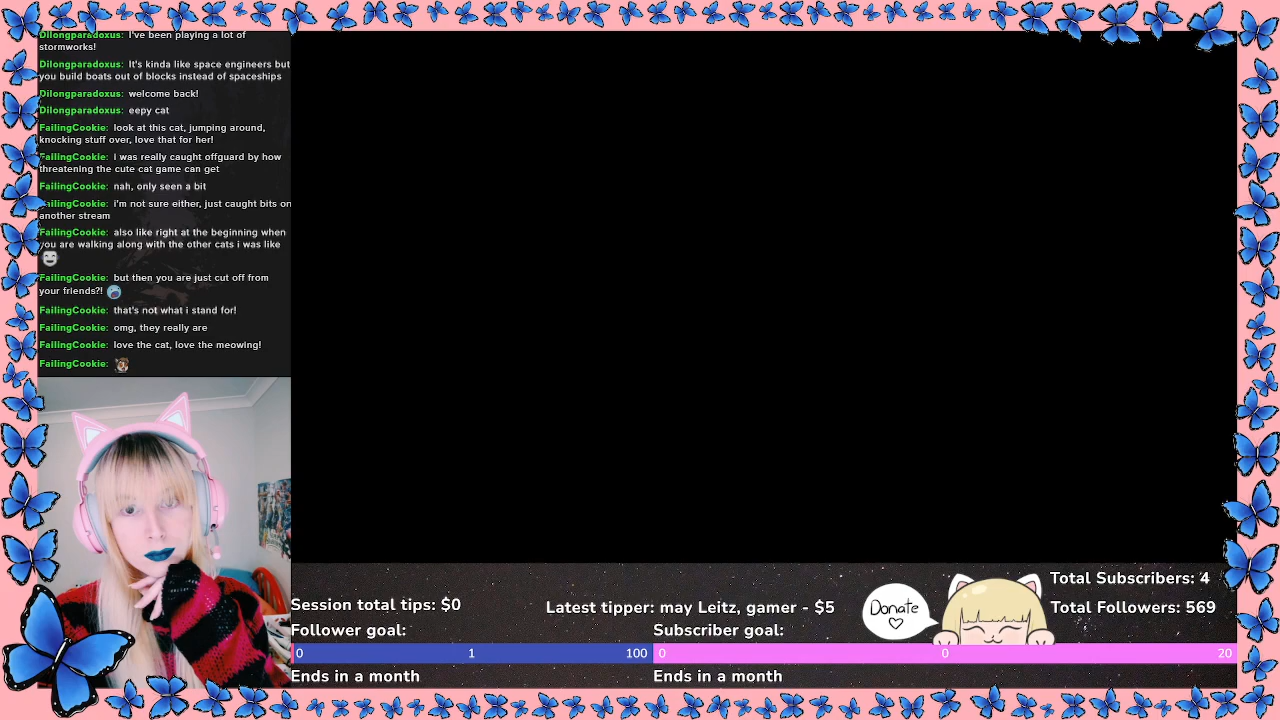 Dilongparadoxus: I've been playing a lot of
stormworks!
Dilongparadoxus: It's kinda like space engineers but
you build boats out of blocks instead of spaceships
Dilongparadoxus: welcome back!
Dilongparadoxus: eepy cat
FailingCookie: look at this cat, jumping around,
knocking stuff over, love that for her!
FailingCookie: i was really caught offguard by how
threatening the cute cat game can get
FailingCookie: nah, only seen a bit
FailingCookie: i'm not sure either, just caught bits on
another stream
FailingCookie: also like right at the beginning when
you are walking along with the other cats i was like
FailingCookie: but then you are just cut off from
your friends?!
FailingCookie: that's not what i stand for!
FailingCookie: omg, they really are
FailingCookie: love the cat, love the meowing!
FailingCookie:
Session total tips: $0
Latest tipper: may Leitz, gamer - $5
Donate
Total Subscribers: 4
Total Followers: 569
Follower goal:
Subscriber goal:
0 1 100
0 0 20
Ends in a month
Ends in a month